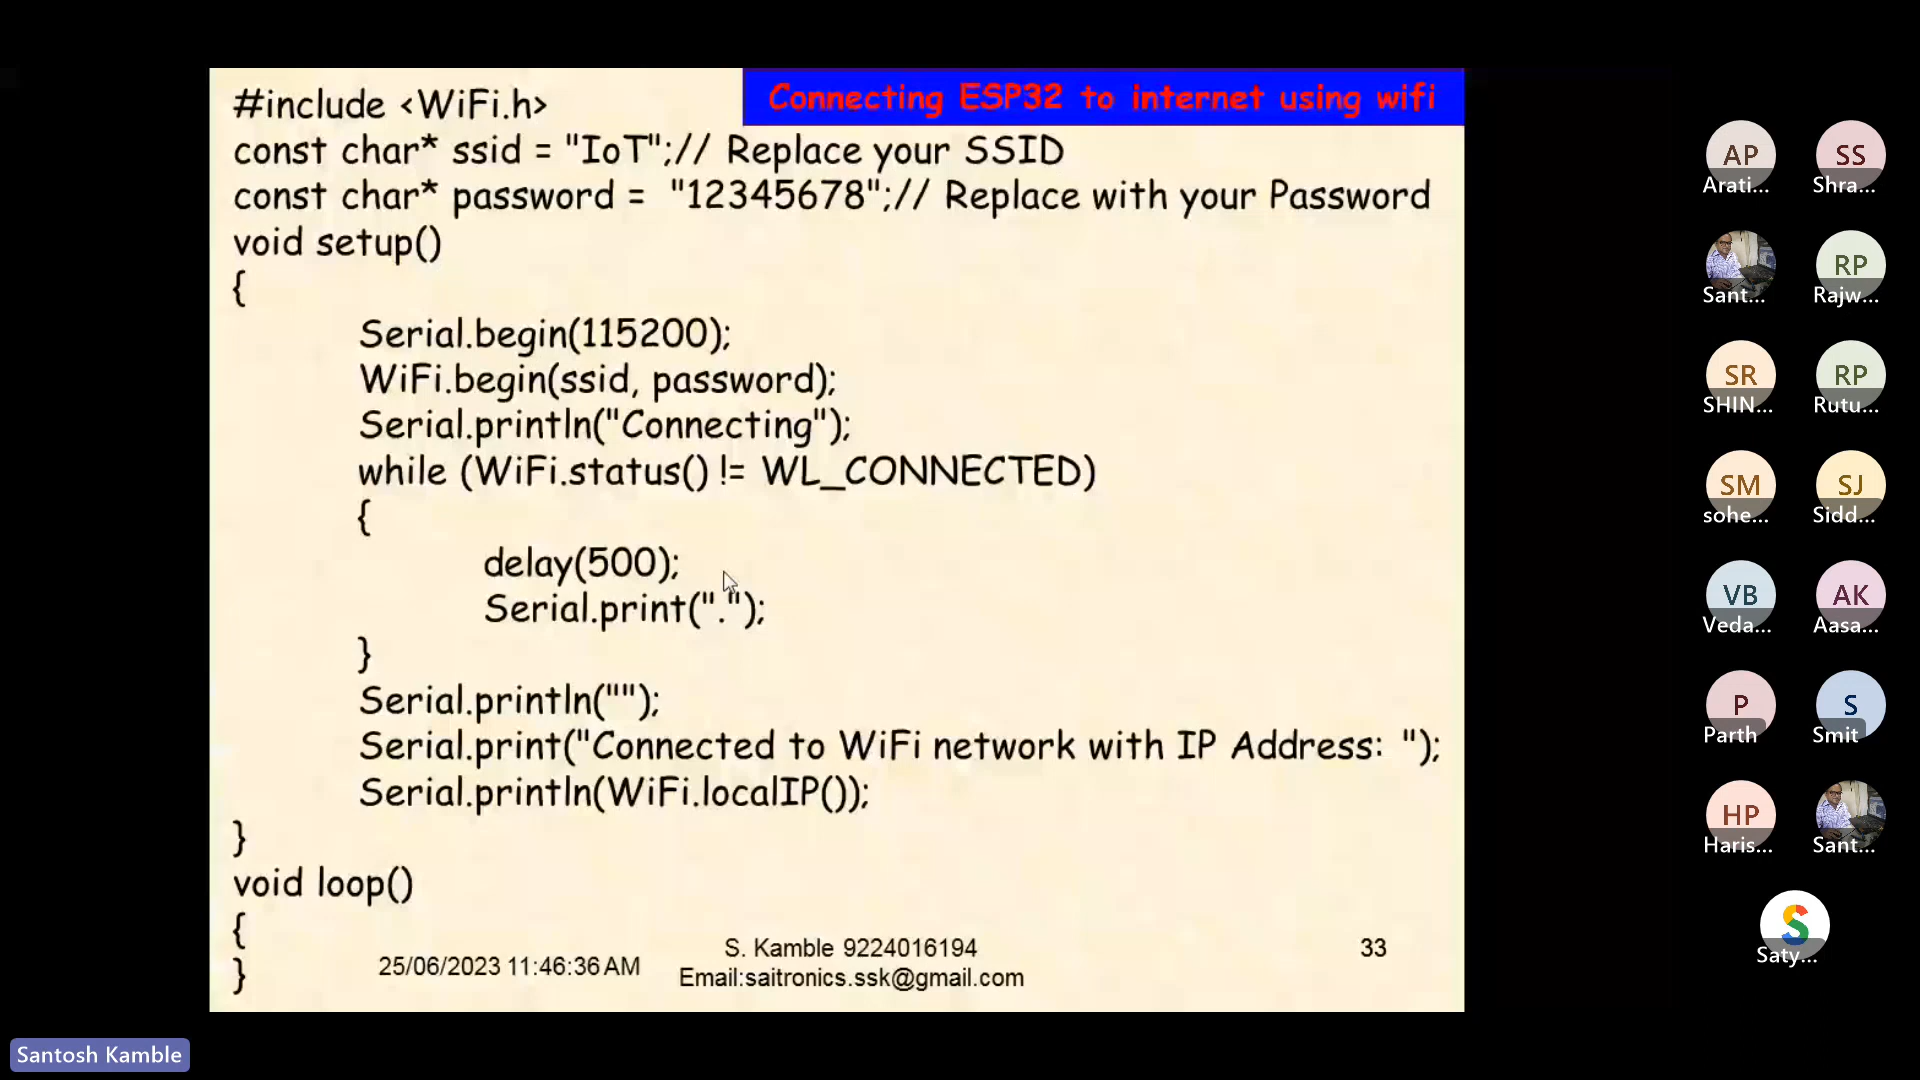 Connecting ESP32 to internet using wifi
#include <WiFi.h>
const char* ssid = "IoT";// Replace your SSID
const char* password =  "12345678";// Replace with your Password
void setup()
{
Serial.begin(115200);
WiFi.begin(ssid, password);
Serial.println("Connecting");
while (WiFi.status() != WL_CONNECTED)
{
delay(500);
Serial.print(".");
}
Serial.println("");
Serial.print("Connected to WiFi network with IP Address: ");
Serial.println(WiFi.localIP());
}
void loop()
{
}
25/06/2023 11:46:36 AM
S. Kamble 9224016194
Email:saitronics.ssk@gmail.com
33
AP
Arati...
SS
Shra...
Sant...
RP
Rajw...
SR
SHIN...
RP
Rutu...
SM
sohe...
SJ
Sidd...
VB
Veda...
AK
Aasa...
P
Parth
S
Smit
HP
Haris...
Sant...
S
Saty...
Santosh Kamble